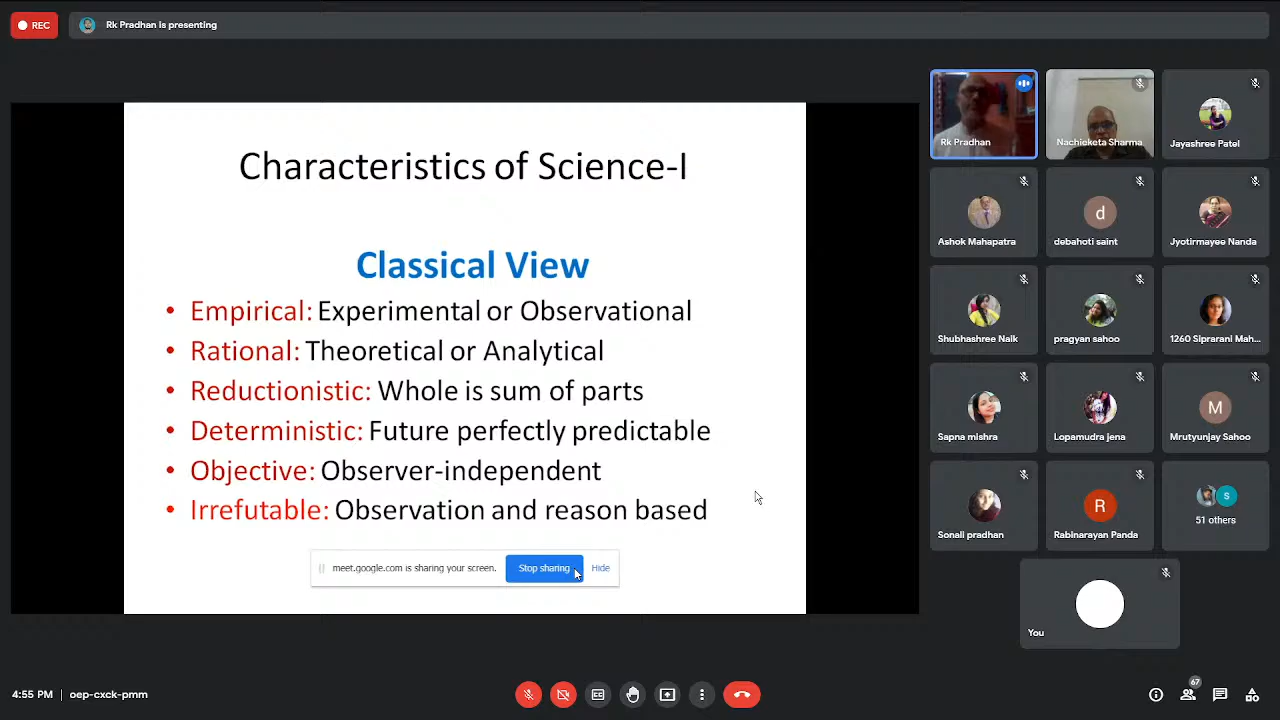 REC
Rk Pradhan is presenting
Characteristics of Science-I
Classical View
• Empirical: Experimental or Observational
• Rational: Theoretical or Analytical
• Reductionistic: Whole is sum of parts
• Deterministic: Future perfectly predictable
• Objective: Observer-independent
• Irrefutable: Observation and reason based
meet.google.com is sharing your screen. Stop sharing Hide
Rk Pradhan
Nachieketa Sharma
Jayashree Patel
Ashok Mahapatra
d
debahoti saint
Jyotirmayee Nanda
Shubhashree Naik
pragyan sahoo
1260 Siprarani Mah...
Sapna mishra
Lopamudra jena
M
Mrutyunjay Sahoo
Sonali pradhan
R
Rabinarayan Panda
S
51 others
You
4:55 PM | oep-cxck-pmm
67